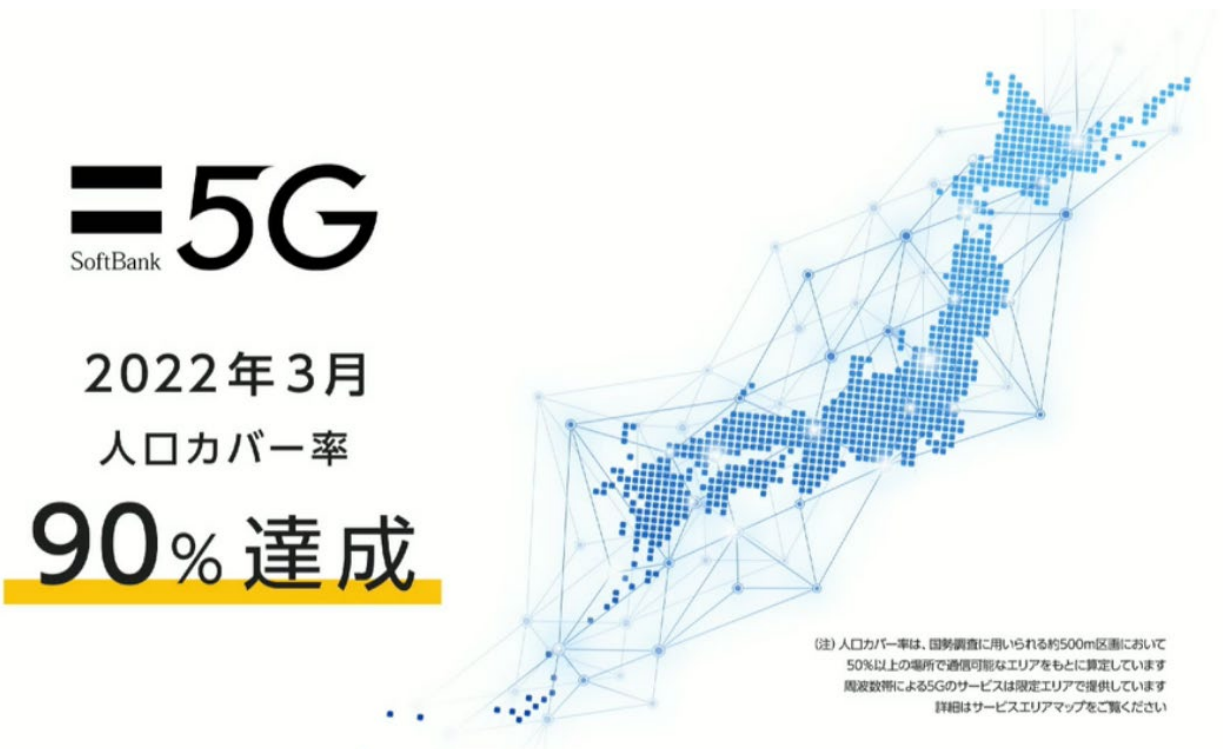 SoftBank 5G
2022年3月
人口カバー率
90%達成
(注) 人口カバー率は、国勢調査に用いられる約500m区画において
50%以上の場所で通信可能なエリアをもとに算定しています
周波数帯による5Gのサービスは限定エリアで提供しています
詳細はサービスエリアマップをご覧ください